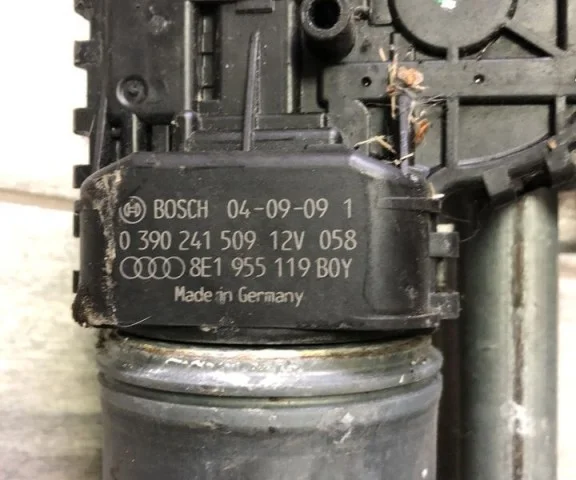 BOSCH 04-09-09 1
0 390 241 509 12V 058
8E1 955 119 B0Y
Made in Germany